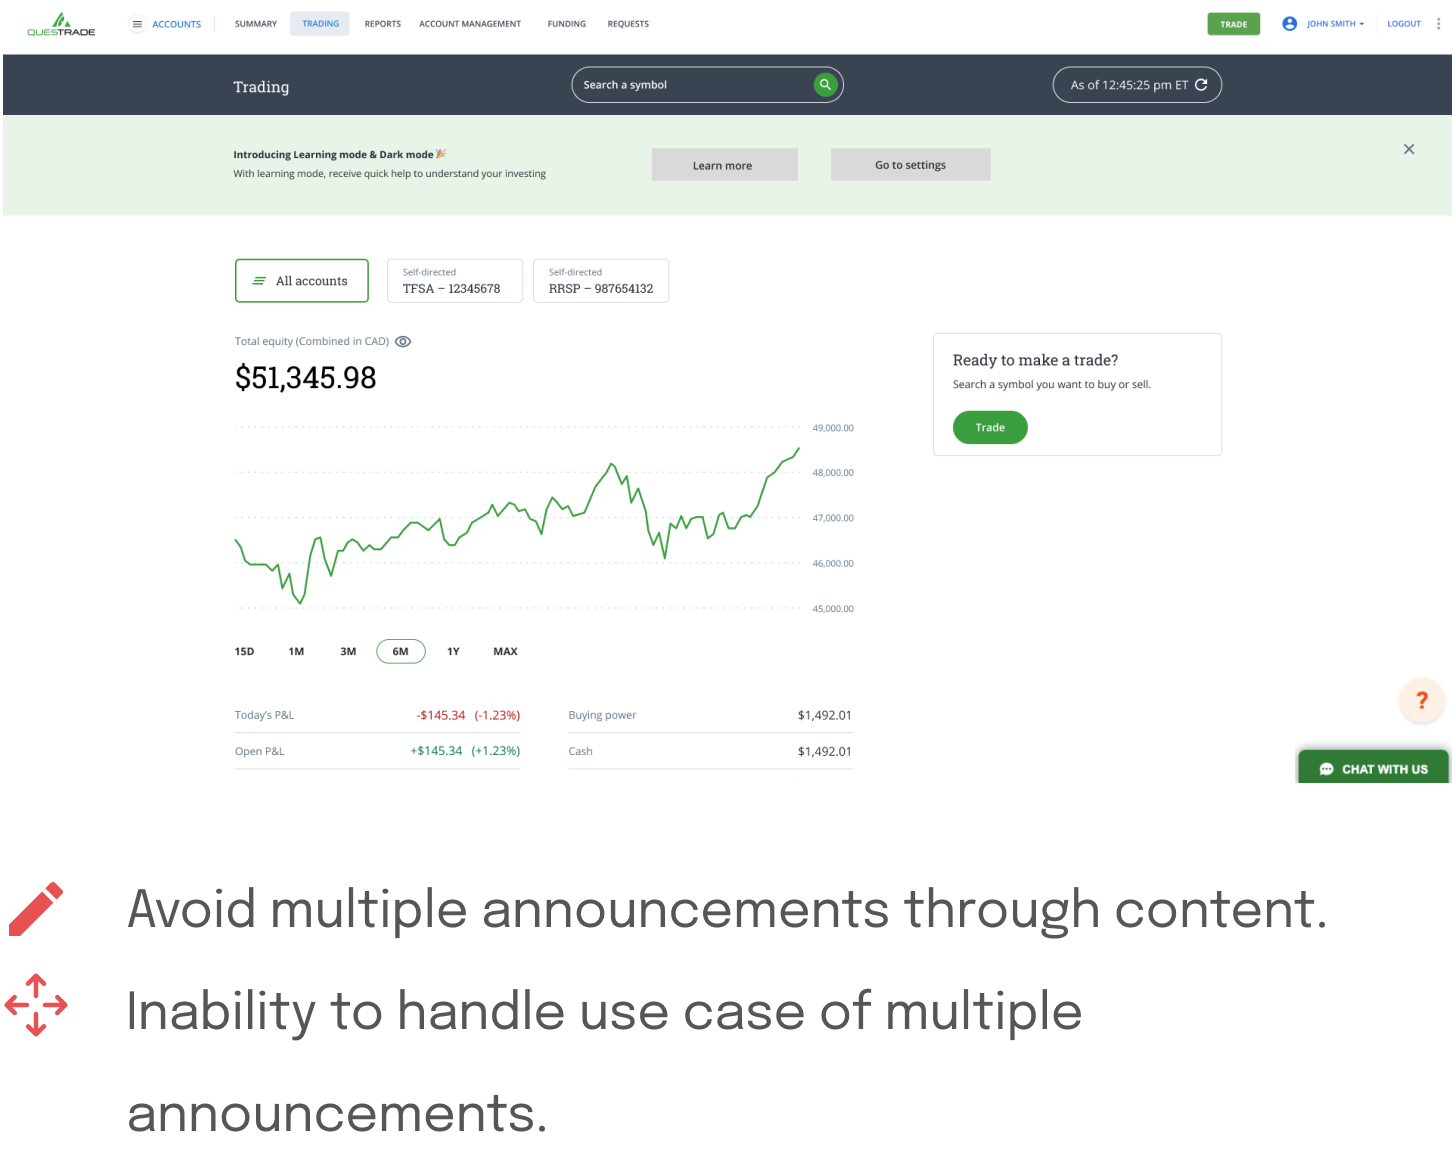 QUESTRADE
ACCOUNTS
SUMMARY
TRADING
REPORTS
ACCOUNT MANAGEMENT
FUNDING
REQUESTS
TRADE
JOHN SMITH
LOGOUT
Trading
Search a symbol
As of 12:45:25 pm ET
Introducing Learning mode & Dark mode🎉
With learning mode, receive quick help to understand your investing
Learn more
Go to settings
All accounts
Self-directed
TFSA – 12345678
Self-directed
RRSP – 987654132
Total equity (Combined in CAD)
$51,345.98
Ready to make a trade?
Search a symbol you want to buy or sell.
Trade
49,000.00
48,000.00
47,000.00
46,000.00
45,000.00
15D 1M 3M 6M 1Y MAX
Today's P&L -$145.34 (-1.23%)
Buying power $1,492.01
Open P&L +$145.34 (+1.23%)
Cash $1,492.01
?
CHAT WITH US
Avoid multiple announcements through content.
Inability to handle use case of multiple
announcements.